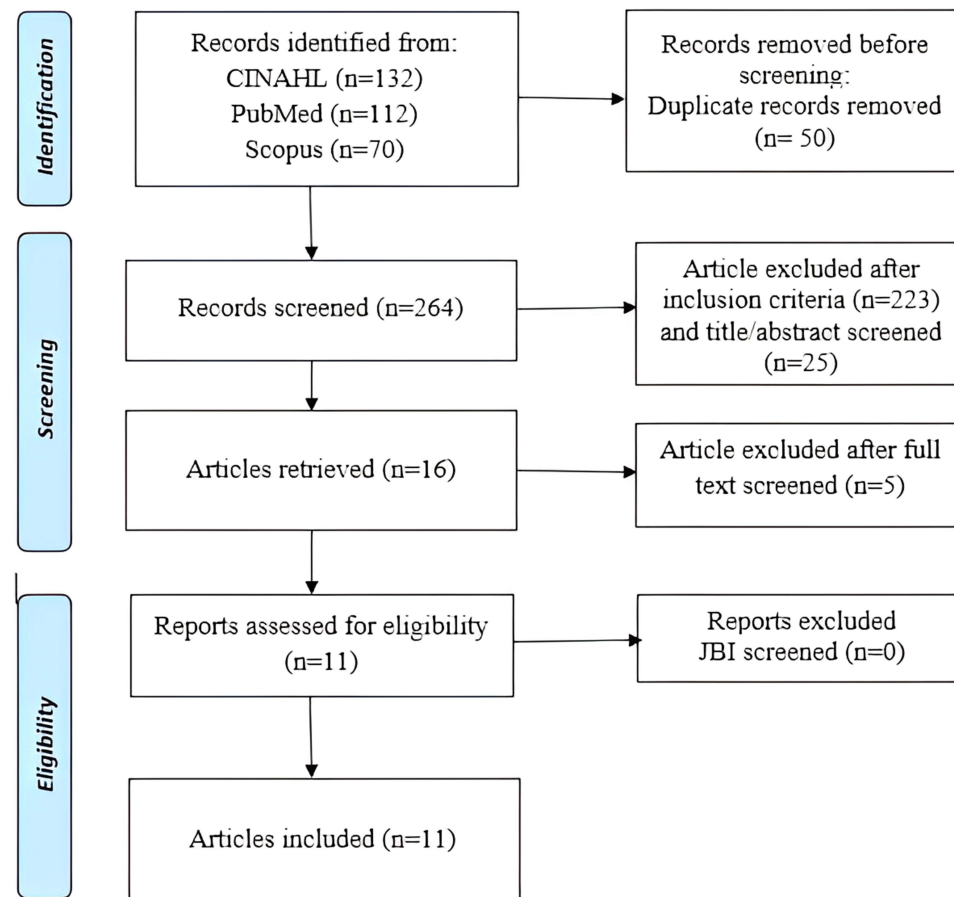 Identification
Records identified from:
CINAHL (n=132)
PubMed (n=112)
Scopus (n=70)
Records removed before
screening:
Duplicate records removed
(n= 50)
Screening
Records screened (n=264)
Article excluded after
inclusion criteria (n=223)
and title/abstract screened
(n=25)
Articles retrieved (n=16)
Article excluded after full
text screened (n=5)
Eligibility
Reports assessed for eligibility
(n=11)
Reports excluded
JBI screened (n=0)
Articles included (n=11)